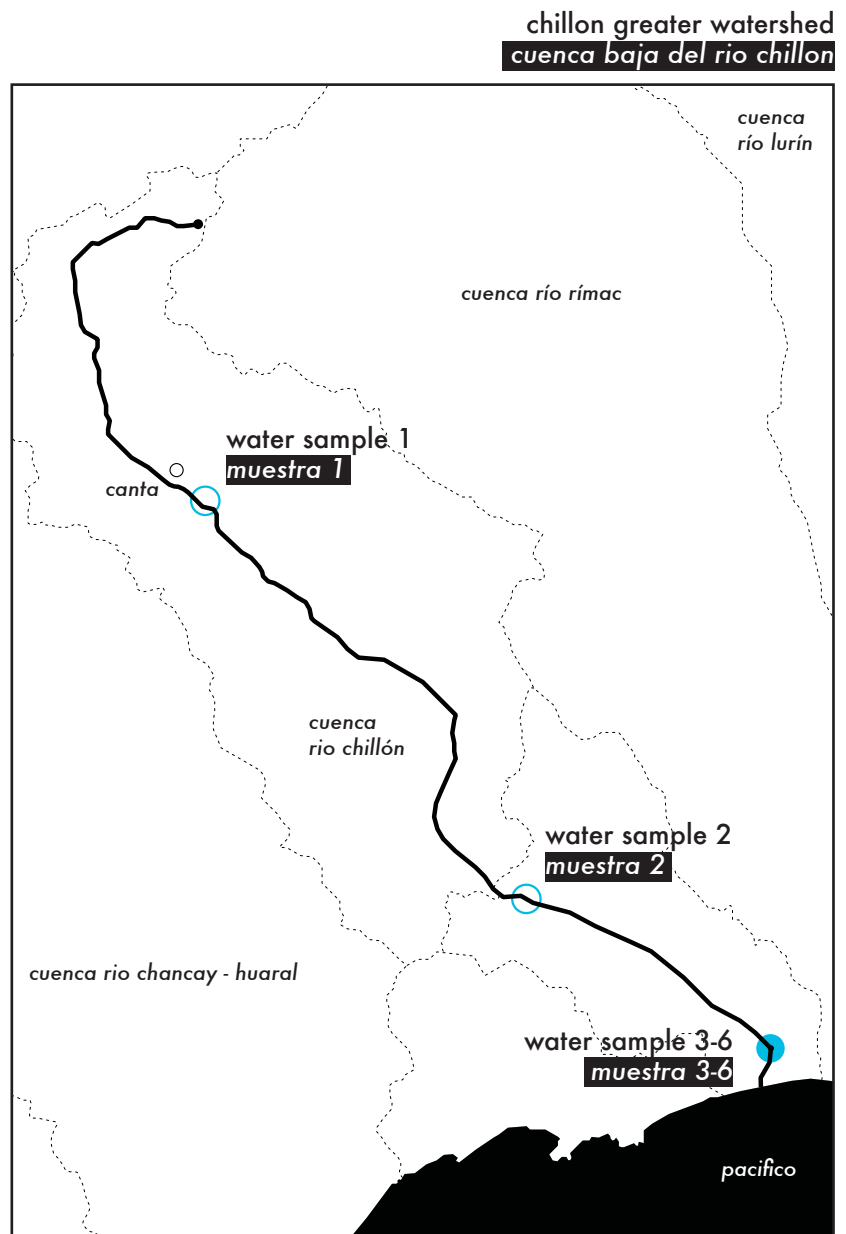 chillon greater watershed
cuenca baja del rio chillon
cuenca
río lurín
cuenca río rímac
water sample 1
muestra 1
canta
cuenca
rio chillón
water sample 2
muestra 2
cuenca rio chancay - huaral
water sample 3-6
muestra 3-6
pacifico